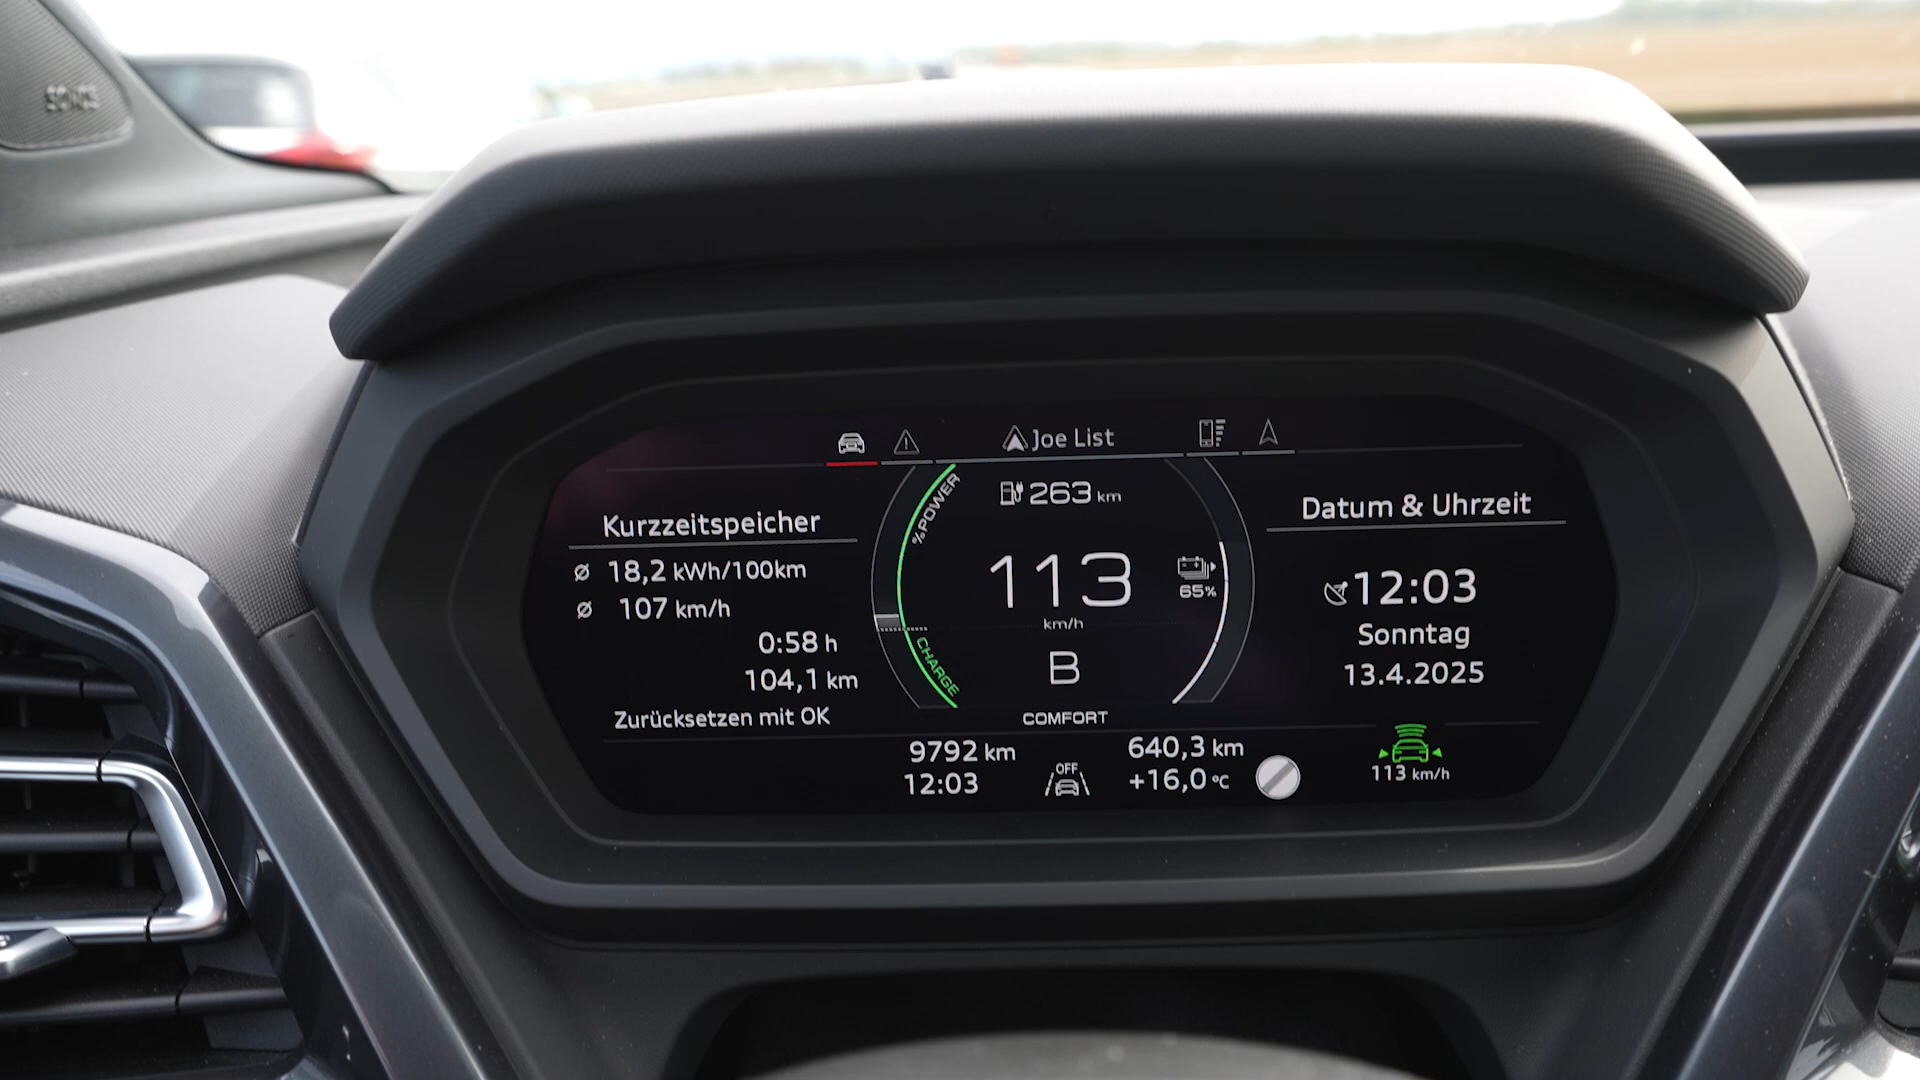 SONOS
Joe List
Kurzzeitspeicher
Ø 18,2 kWh/100km
Ø 107 km/h
0:58 h
104,1 km
Zurücksetzen mit OK
% POWER
CHARGE
263 km
113
km/h
B
COMFORT
65%
Datum & Uhrzeit
12:03
Sonntag
13.4.2025
9792 km
12:03
OFF
640,3 km
+16,0 °C
113 km/h